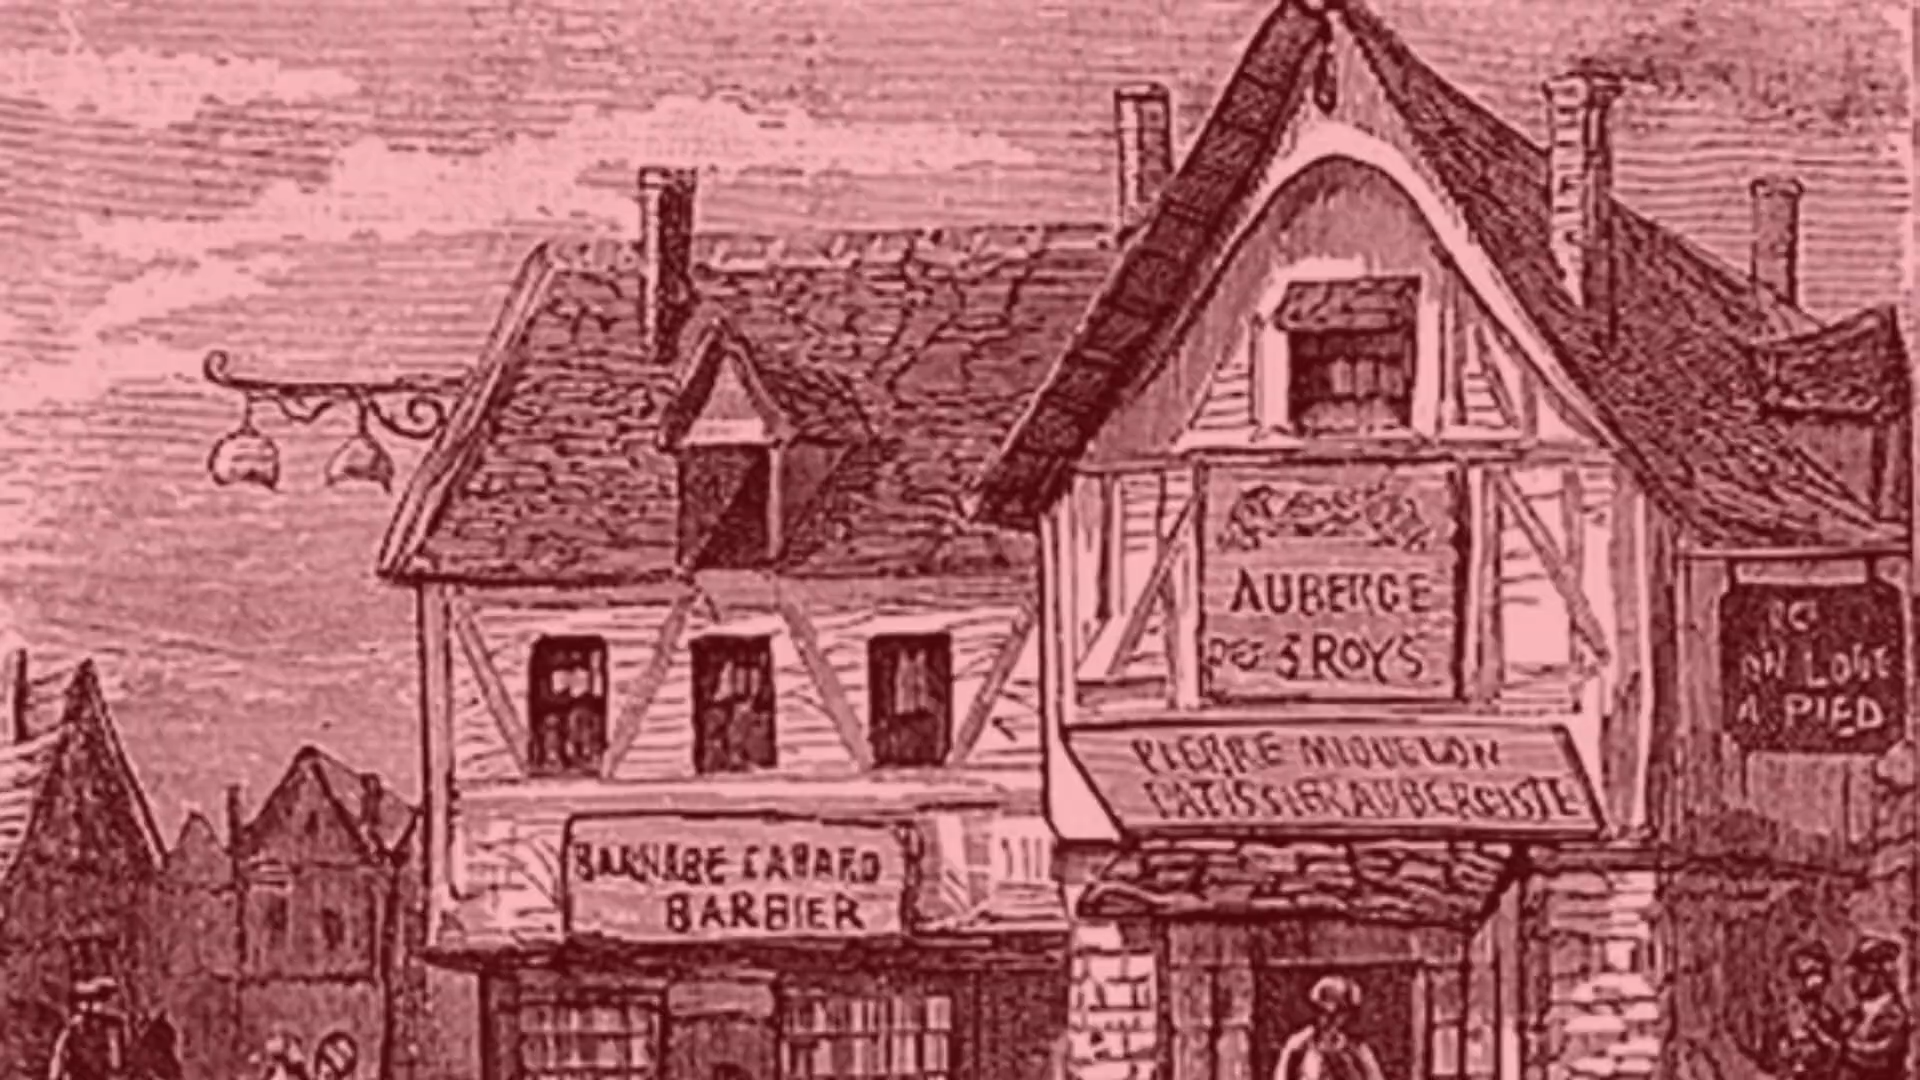 BARNABE CABARD
BARBIER
AUBERGE
DES 3 ROYS
PIERRE MIQUELON
PATISSIER AUBERGISTE
ICI
ON LOGE
A PIED